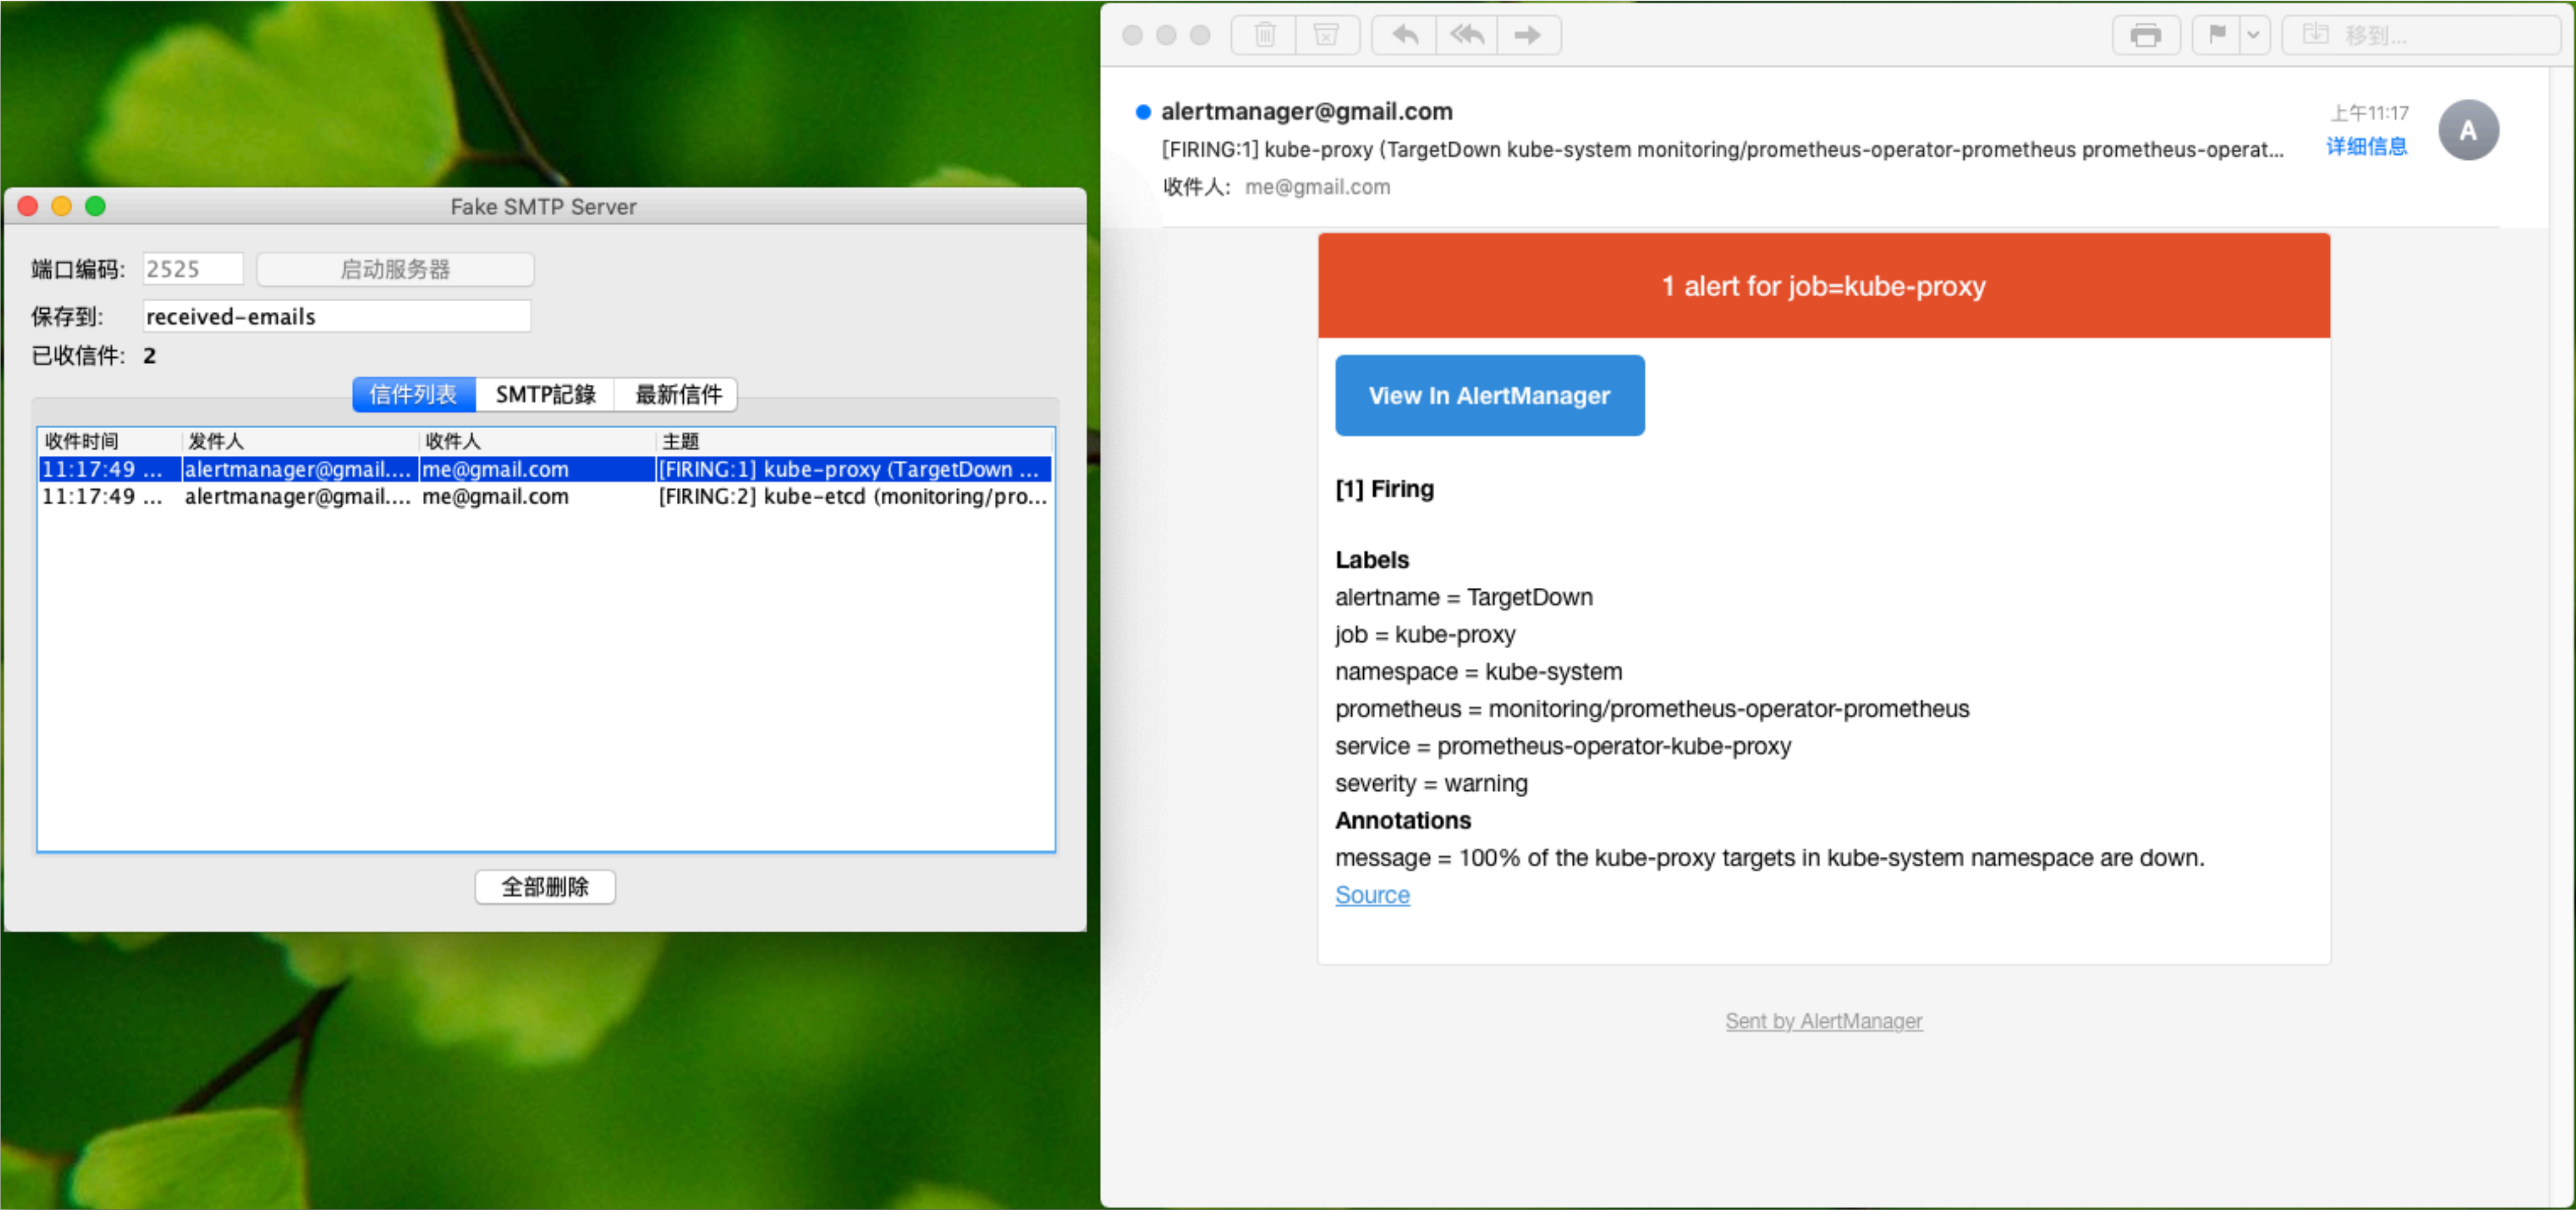 Fake SMTP Server
端口编码: 2525 启动服务器
保存到: received-emails
已收信件: 2
信件列表 SMTP記錄 最新信件
收件时间 发件人 收件人 主题
11:17:49 ... alertmanager@gmail.... me@gmail.com [FIRING:1] kube-proxy (TargetDown ...
11:17:49 ... alertmanager@gmail.... me@gmail.com [FIRING:2] kube-etcd (monitoring/pro...
全部删除
移到...
alertmanager@gmail.com 上午11:17
[FIRING:1] kube-proxy (TargetDown kube-system monitoring/prometheus-operator-prometheus prometheus-operat... 详细信息
A
收件人: me@gmail.com
1 alert for job=kube-proxy
View In AlertManager
[1] Firing
Labels
alertname = TargetDown
job = kube-proxy
namespace = kube-system
prometheus = monitoring/prometheus-operator-prometheus
service = prometheus-operator-kube-proxy
severity = warning
Annotations
message = 100% of the kube-proxy targets in kube-system namespace are down.
Source
Sent by AlertManager